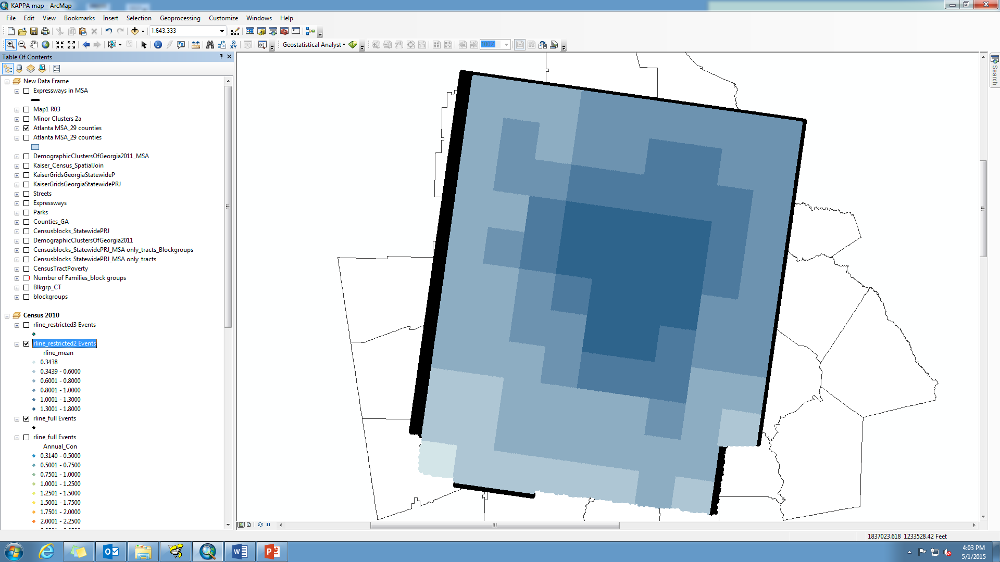 KAPPA map - ArcMap
File Edit View Bookmarks Insert Selection Geoprocessing Customize Windows Help
1:643,333
Geostatistical Analyst
100%
Table Of Contents
Search
New Data Frame
Expressways in MSA
Map1 R03
Minor Clusters 2a
Atlanta MSA_29 counties
Atlanta MSA_29 counties
DemographicClustersOfGeorgia2011_MSA
Kaiser_Census_SpatialJoin
KaiserGridsGeorgiaStatewideP
KaiserGridsGeorgiaStatewidePRJ
Streets
Expressways
Parks
Counties_GA
Censusblocks_StatewidePRJ
DemographicClustersOfGeorgia2011
Censusblocks_StatewidePRJ_MSA only_tracts_Blockgroups
Censusblocks_StatewidePRJ_MSA only_tracts
CensusTractPoverty
Number of Families_block groups
Blkgrp_CT
blockgroups
Census 2010
rline_restricted3 Events
rline_restricted2 Events
rline_mean
0.3438
0.3439 - 0.6000
0.6001 - 0.8000
0.8001 - 1.0000
1.0001 - 1.3000
1.3001 - 1.8000
rline_full Events
rline_full Events
Annual_Con
0.3140 - 0.5000
0.5001 - 0.7500
0.7501 - 1.0000
1.0001 - 1.2500
1.2501 - 1.5000
1.5001 - 1.7500
1.7501 - 2.0000
2.0001 - 2.2500
1837023.618 1233528.42 Feet
4:03 PM
5/1/2015